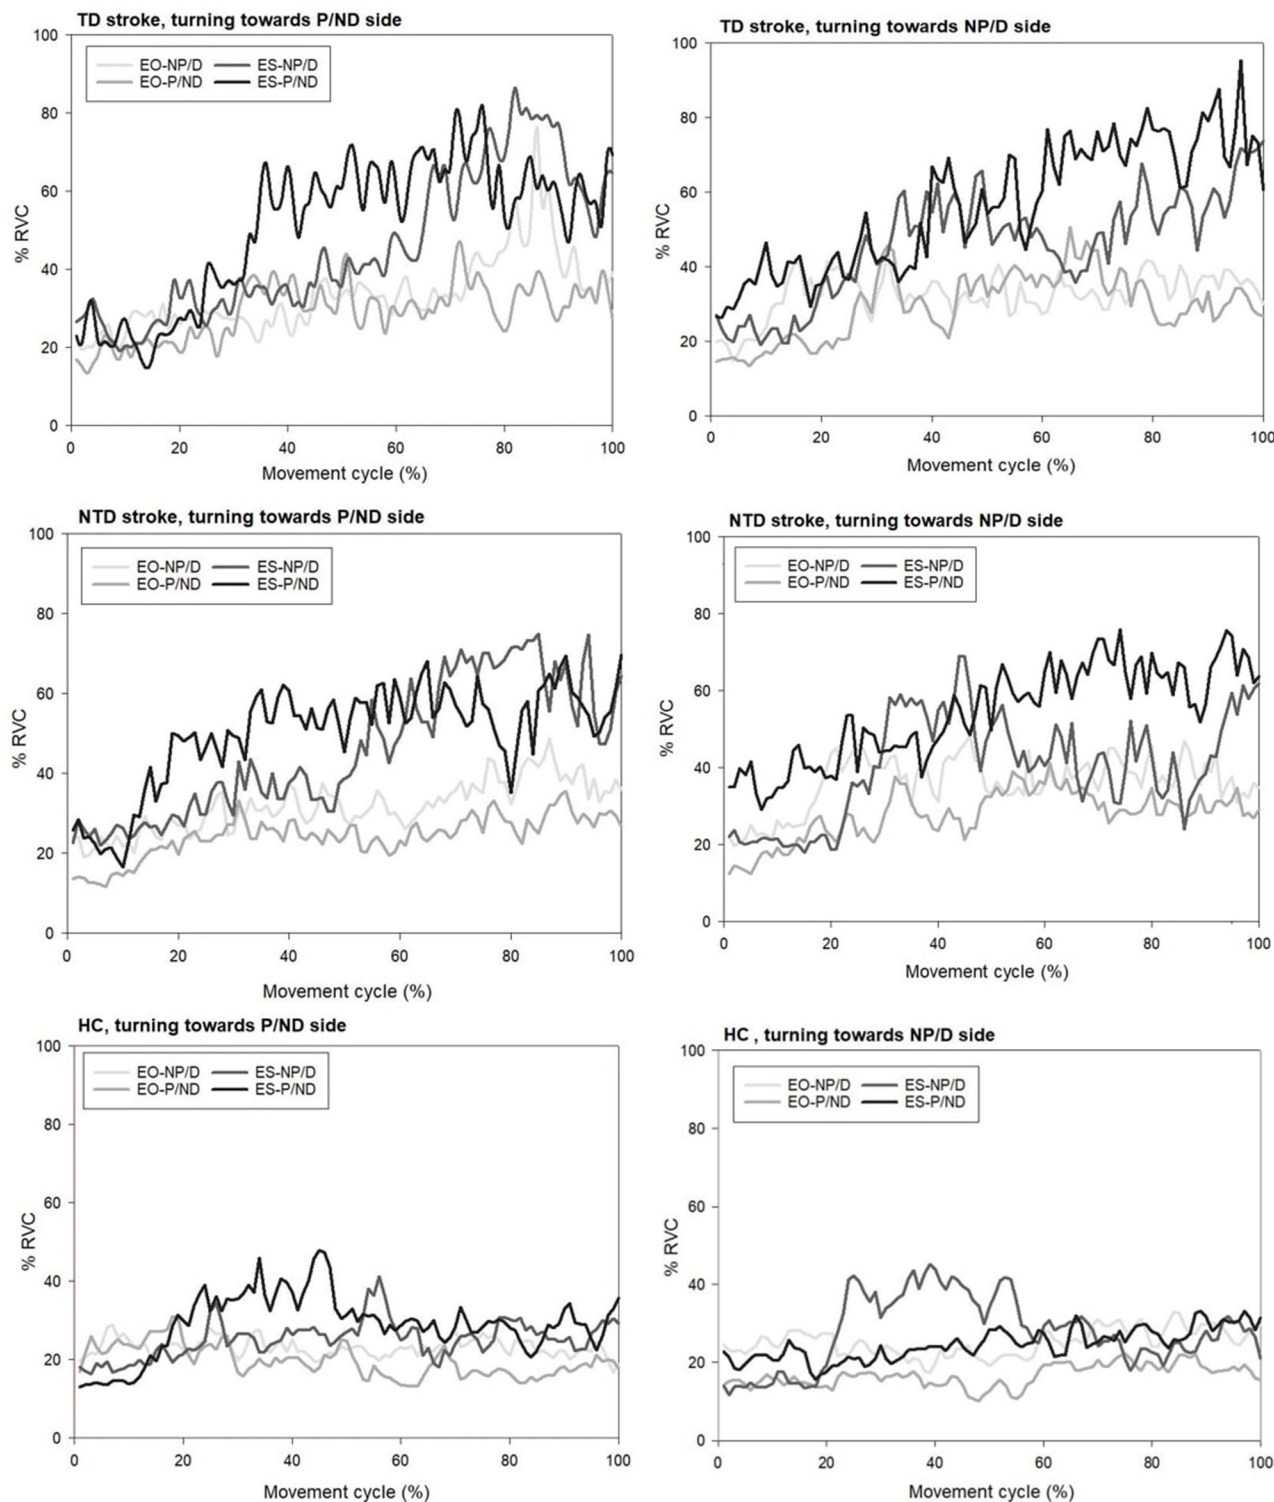 TD stroke, turning towards P/ND side
EO-NP/D ES-NP/D
EO-P/ND ES-P/ND
% RVC
100
80
60
40
20
0
0 20 40 60 80 100
Movement cycle (%)
TD stroke, turning towards NP/D side
EO-NP/D ES-NP/D
EO-P/ND ES-P/ND
% RVC
100
80
60
40
20
0
0 20 40 60 80 100
Movement cycle (%)
NTD stroke, turning towards P/ND side
EO-NP/D ES-NP/D
EO-P/ND ES-P/ND
% RVC
100
80
60
40
20
0
0 20 40 60 80 100
Movement cycle (%)
NTD stroke, turning towards NP/D side
EO-NP/D ES-NP/D
EO-P/ND ES-P/ND
% RVC
100
80
60
40
20
0
0 20 40 60 80 100
Movement cycle (%)
HC, turning towards P/ND side
EO-NP/D ES-NP/D
EO-P/ND ES-P/ND
% RVC
100
80
60
40
20
0
0 20 40 60 80 100
Movement cycle (%)
HC , turning towards NP/D side
EO-NP/D ES-NP/D
EO-P/ND ES-P/ND
% RVC
100
80
60
40
20
0
0 20 40 60 80 100
Movement cycle (%)